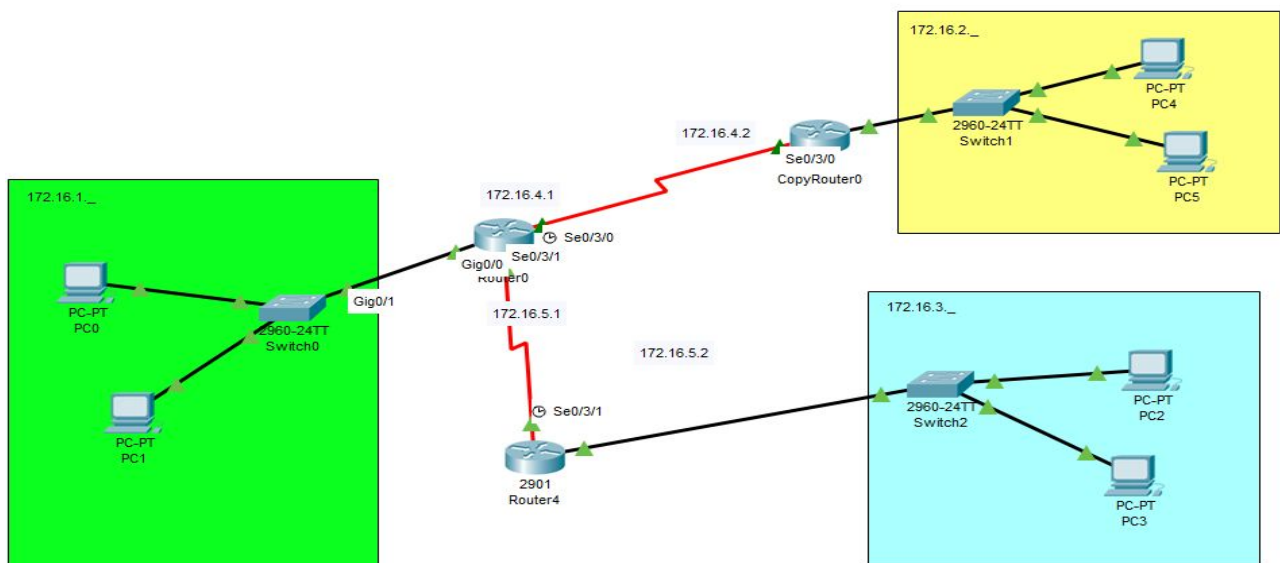 172.16.2._
PC-PT
PC4
2960-24TT
Switch1
PC-PT
PC5
172.16.4.2
Se0/3/0
CopyRouter0
172.16.1._
172.16.4.1
Se0/3/0
Se0/3/1
Gig0/0
Router0
Gig0/1
PC-PT
PC0
2960-24TT
Switch0
PC-PT
PC1
172.16.5.1
172.16.5.2
Se0/3/1
2901
Router4
172.16.3._
2960-24TT
Switch2
PC-PT
PC2
PC-PT
PC3